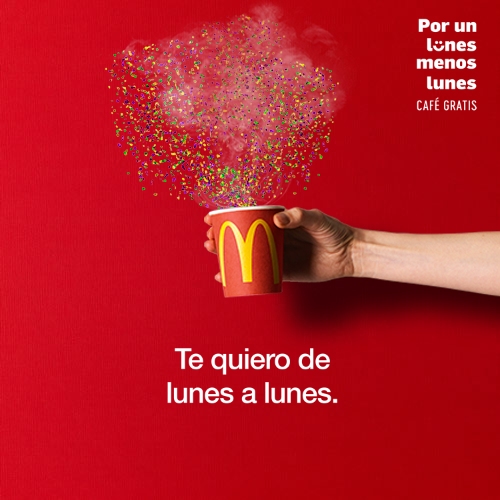 Por un
lunes
menos
lunes
CAFÉ GRATIS
Te quiero de
lunes a lunes.